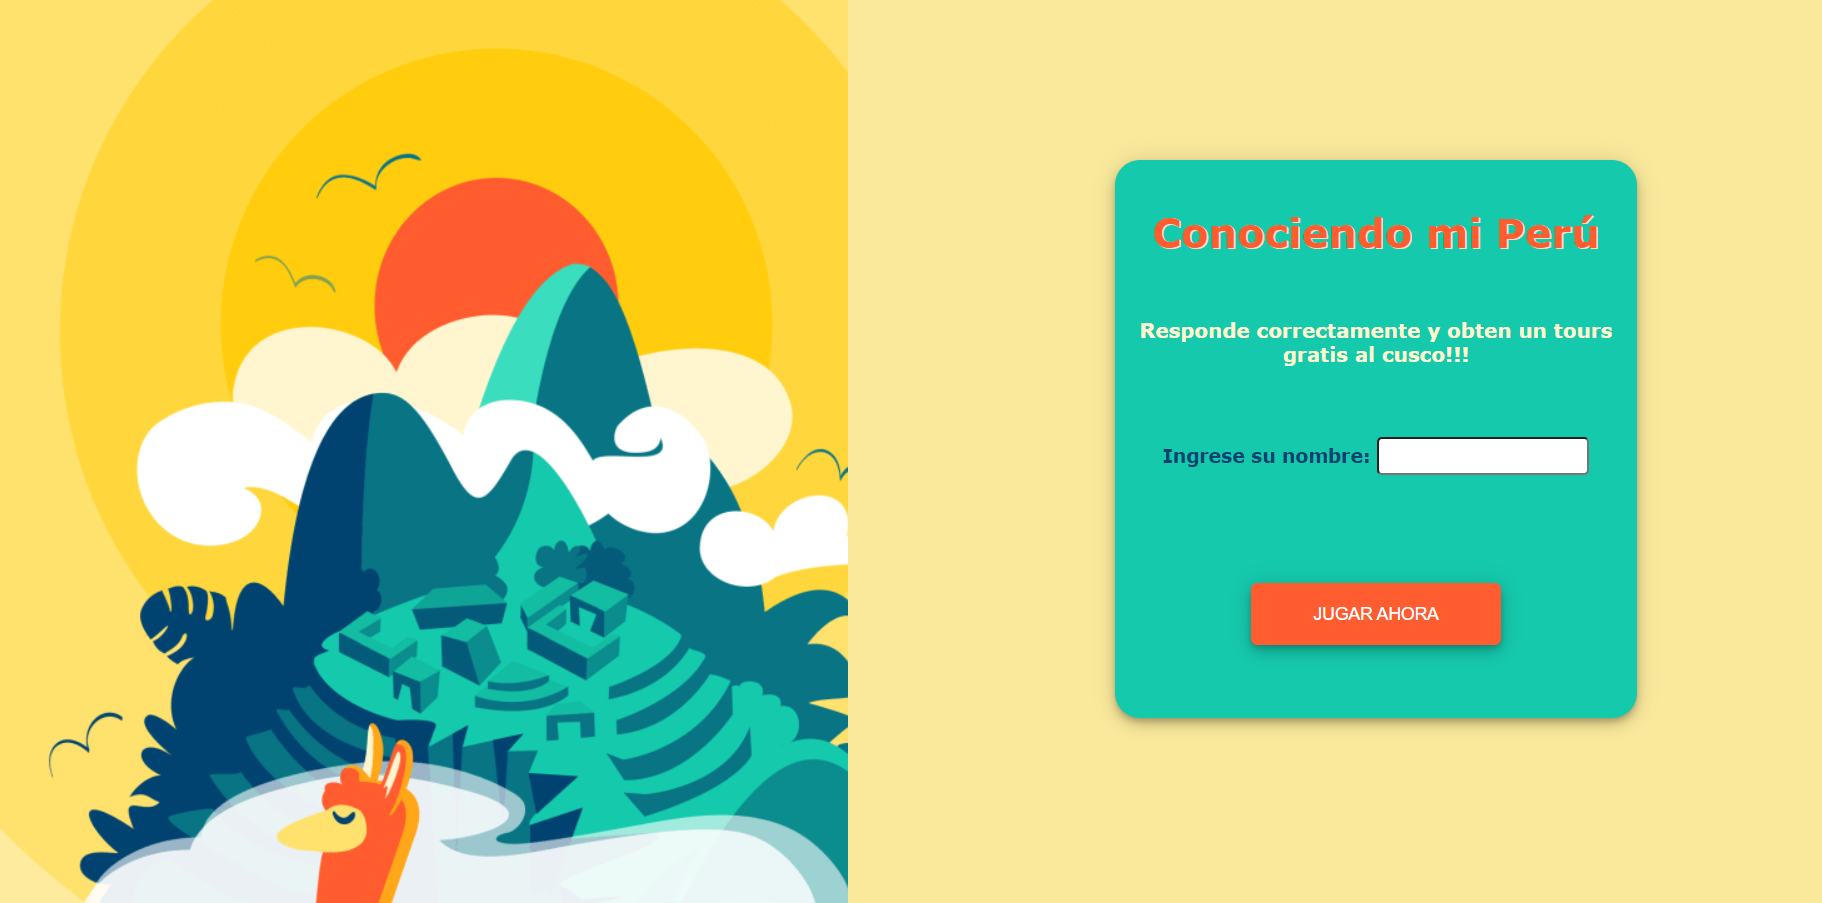 Conociendo mi Perú
Responde correctamente y obten un tours
gratis al cusco!!!
Ingrese su nombre:
JUGAR AHORA